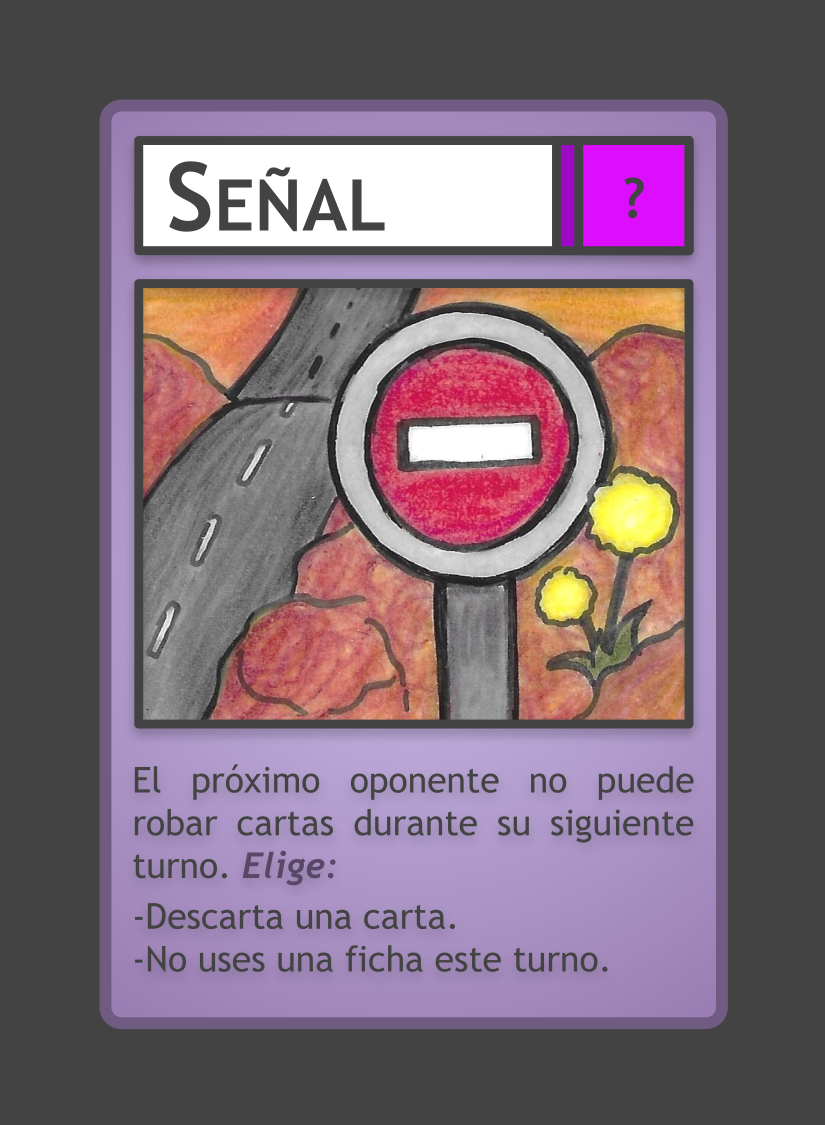 SEÑAL
?
El próximo oponente no puede
robar cartas durante su siguiente
turno. Elige:
-Descarta una carta.
-No uses una ficha este turno.